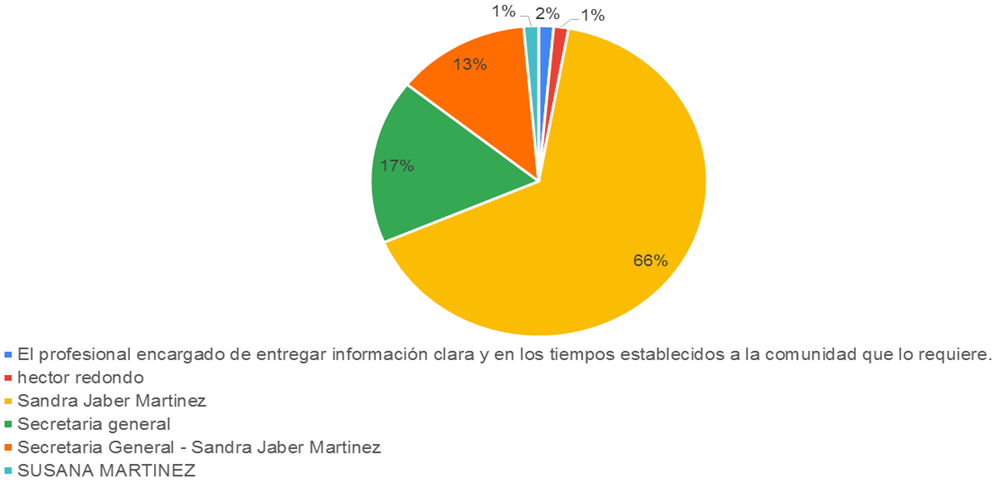 1%
2%
1%
13%
17%
66%
El profesional encargado de entregar información clara y en los tiempos establecidos a la comunidad que lo requiere.
hector redondo
Sandra Jaber Martinez
Secretaria general
Secretaria General - Sandra Jaber Martinez
SUSANA MARTINEZ